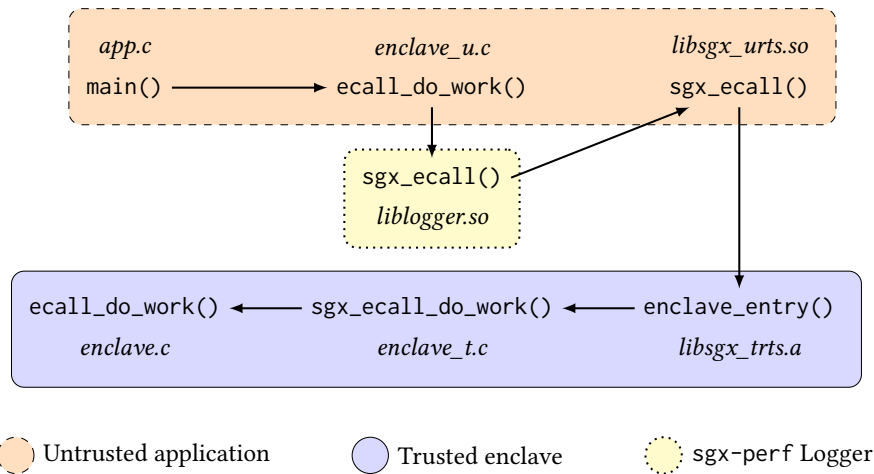 app.c enclave_u.c libsgx_urts.so
main() ecall_do_work() sgx_ecall()
sgx_ecall()
liblogger.so
ecall_do_work() sgx_ecall_do_work() enclave_entry()
enclave.c enclave_t.c libsgx_trts.a
Untrusted application Trusted enclave sgx-perf Logger